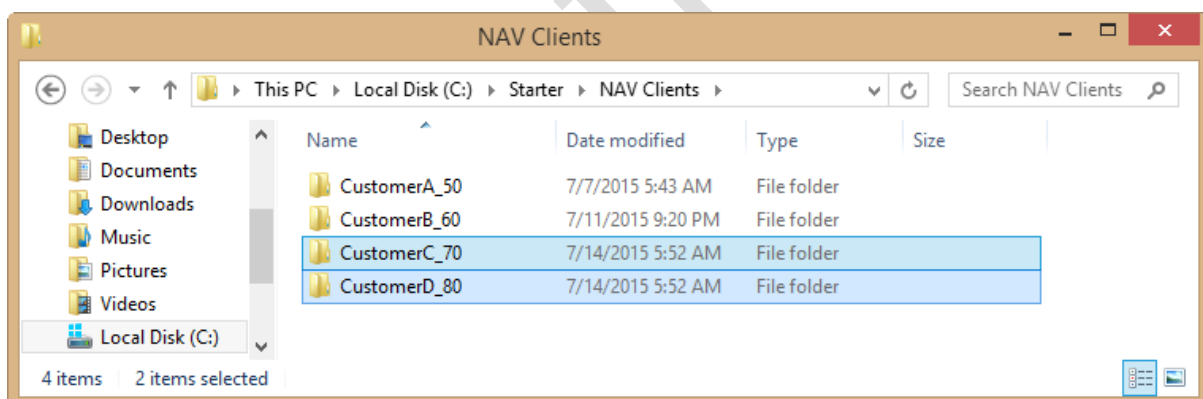 NAV Clients
This PC Local Disk (C:) Starter NAV Clients Search NAV Clients
Desktop
Documents
Downloads
Music
Pictures
Videos
Local Disk (C:)
Name Date modified Type Size
CustomerA_50 7/7/2015 5:43 AM File folder
CustomerB_60 7/11/2015 9:20 PM File folder
CustomerC_70 7/14/2015 5:52 AM File folder
CustomerD_80 7/14/2015 5:52 AM File folder
4 items 2 items selected